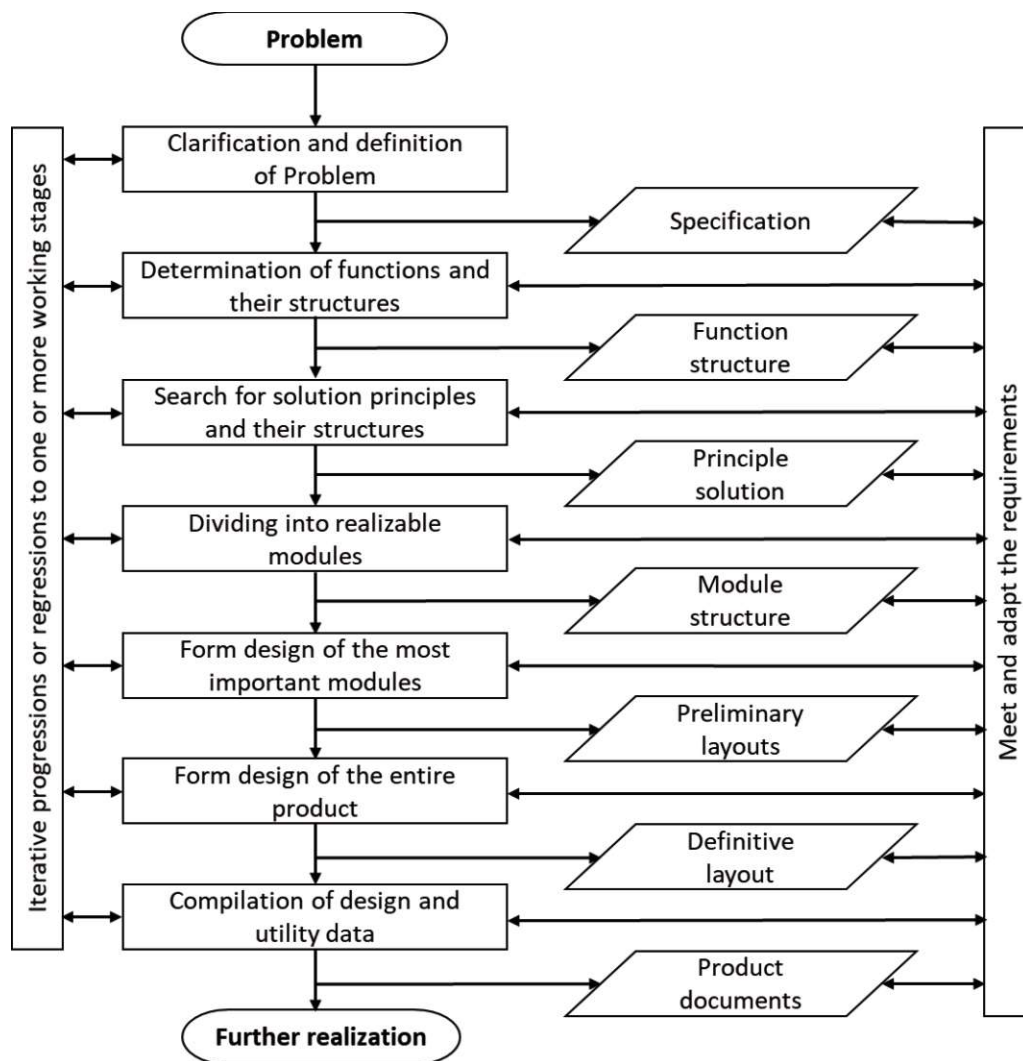 Problem
Iterative progressions or regressions to one or more working stages
Clarification and definition
of Problem
Specification
Determination of functions and
their structures
Function
structure
Search for solution principles
and their structures
Principle
solution
Dividing into realizable
modules
Module
structure
Form design of the most
important modules
Preliminary
layouts
Form design of the entire
product
Definitive
layout
Compilation of design and
utility data
Product
documents
Further realization
Meet and adapt the requirements